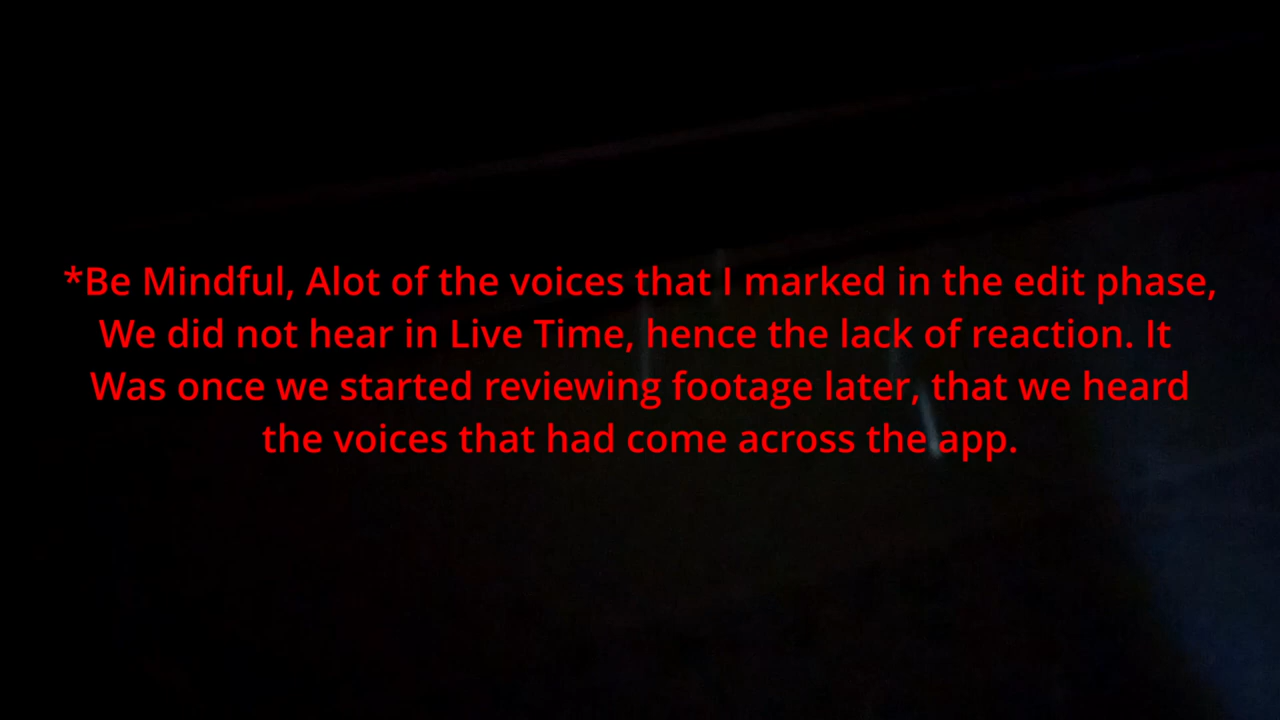 *Be Mindful, Alot of the voices that I marked in the edit phase,
We did not hear in Live Time, hence the lack of reaction. It
Was once we started reviewing footage later, that we heard
the voices that had come across the app.